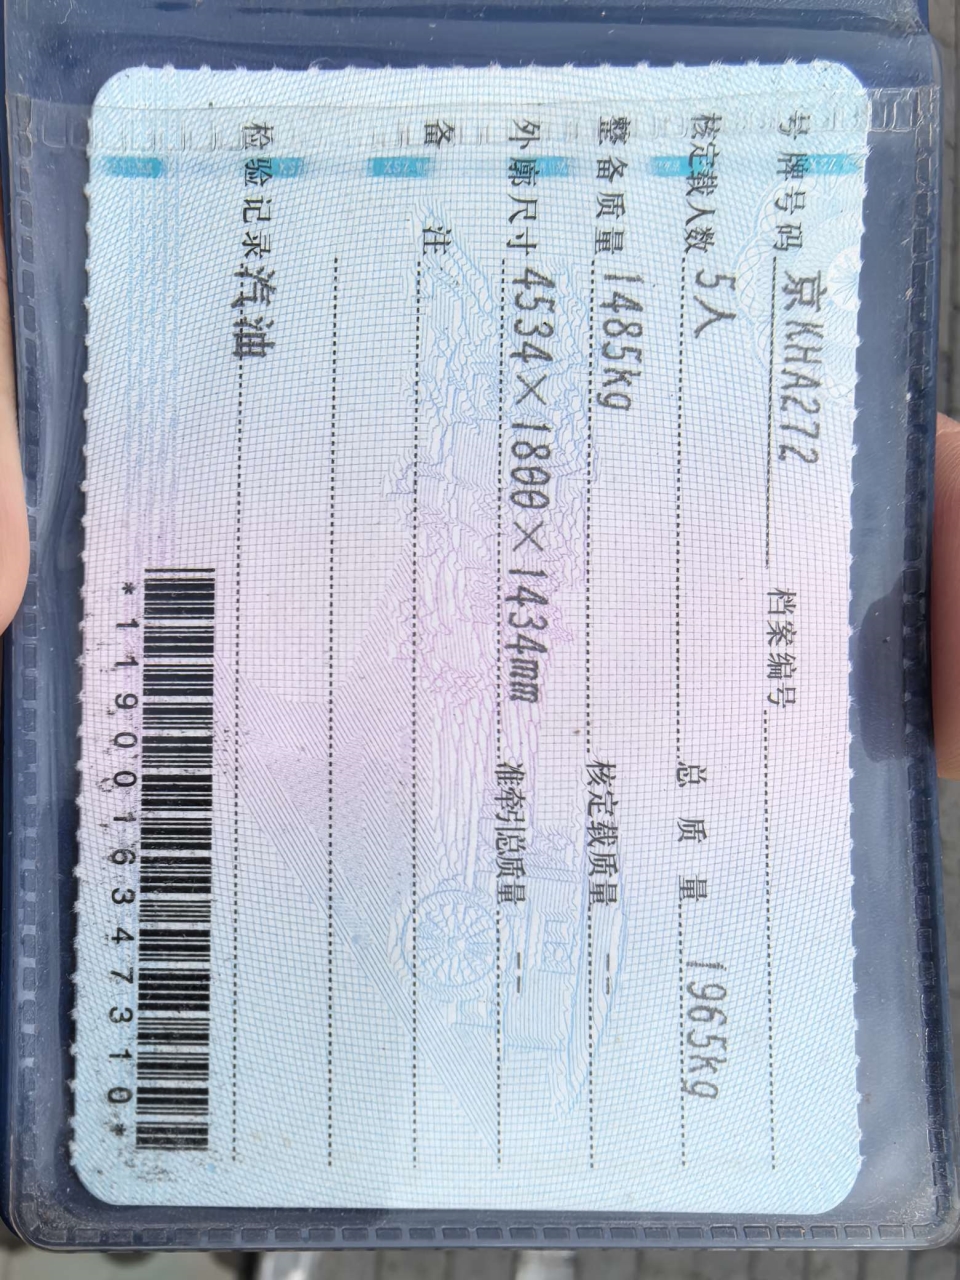 号牌号码 京KHA272 档案编号
核定载人数 5人 总质量 1965kg
整备质量 1485kg 核定载质量 --
外廓尺寸 4534×1800×1434mm 准牵引总质量 --
备注
检验记录 汽油
*1190016347310*